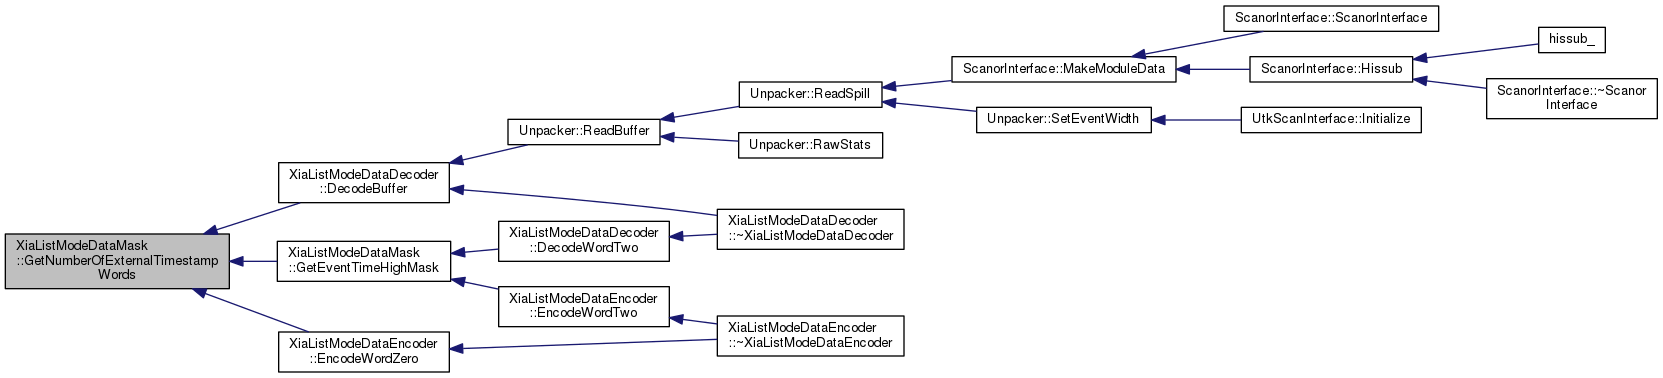 ScanorInterface::ScanorInterface
hissub_
ScanorInterface::MakeModuleData
ScanorInterface::Hissub
ScanorInterface::~Scanor
Interface
Unpacker::ReadSpill
Unpacker::SetEventWidth
UtkScanInterface::Initialize
Unpacker::ReadBuffer
Unpacker::RawStats
XiaListModeDataDecoder
::DecodeBuffer
XiaListModeDataDecoder
::~XiaListModeDataDecoder
XiaListModeDataDecoder
::DecodeWordTwo
XiaListModeDataMask
::GetNumberOfExternalTimestamp
Words
XiaListModeDataMask
::GetEventTimeHighMask
XiaListModeDataEncoder
::EncodeWordTwo
XiaListModeDataEncoder
::~XiaListModeDataEncoder
XiaListModeDataEncoder
::EncodeWordZero